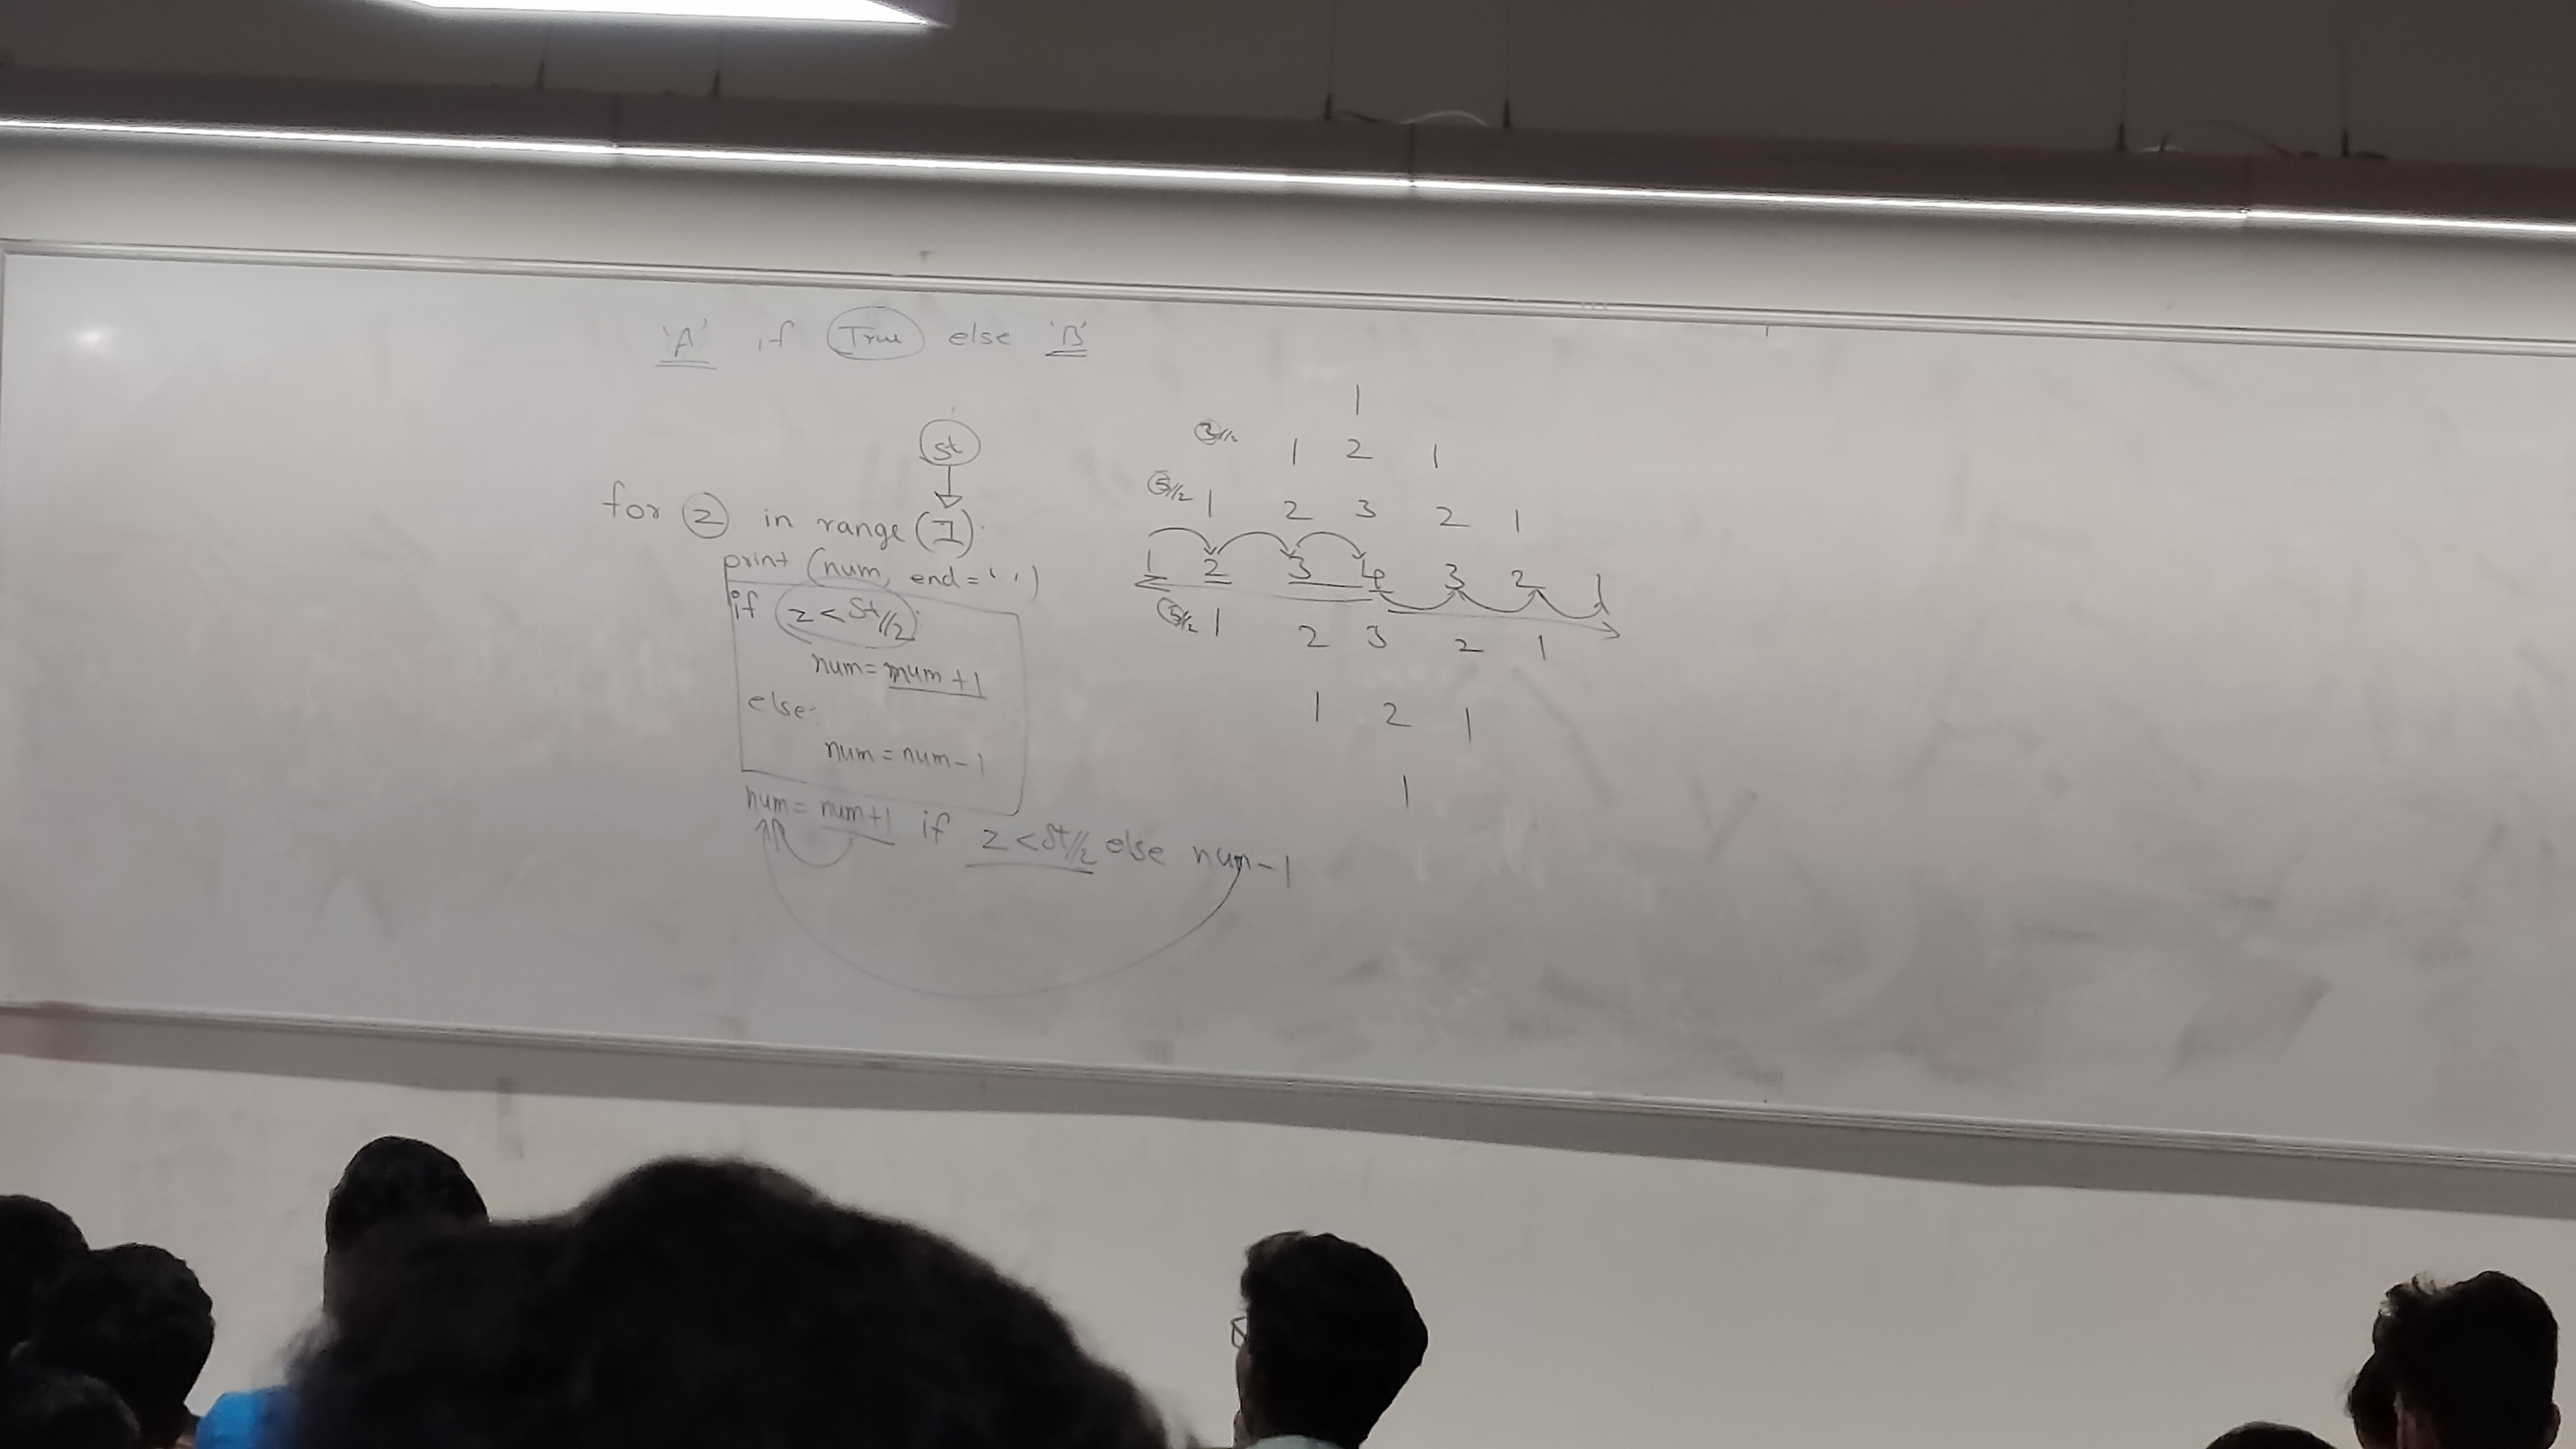 'A' if True else 'B'
st
for z in range (I):
print (num, end=' ')
if z < St//2:
num = num + 1
else:
num = num - 1
num = num+1 if z < St//2 else num-1
1
3//2 1 2 1
5//2 1 2 3 2 1
1 2 3 4 3 2 1
5//2 1 2 3 2 1
1 2 1
1